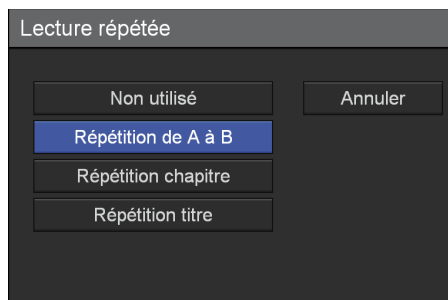 Lecture répétée
Non utilisé
Annuler
Répétition de A à B
Répétition chapitre
Répétition titre